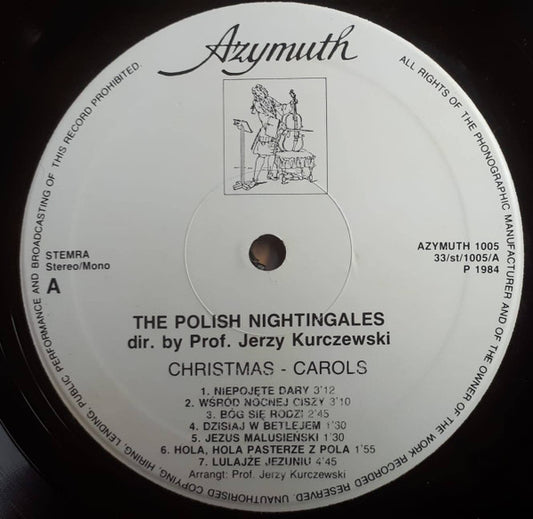 Azymuth
ALL RIGHTS OF THE PHONOGRAPHIC MANUFACTURER AND OF THE OWNER OF THE WORK RECORDED RESERVED. UNAUTHORISED COPYING, HIRING, LENDING, PUBLIC PERFORMANCE AND BROADCASTING OF THIS RECORD PROHIBITED.
STEMRA
Stereo/Mono
A
AZYMUTH 1005
33/st/1005/A
P 1984
THE POLISH NIGHTINGALES
dir. by Prof. Jerzy Kurczewski
CHRISTMAS - CAROLS
1. NIEPOJĘTE DARY 3'12
2. WŚRÓD NOCNEJ CISZY 3'10
3. BÓG SIĘ RODZI 2'45
4. DZISIAJ W BETLEJEM 1'30
5. JEZUS MALUSIENSKI 1'30
6. HOLA, HOLA PASTERZE Z POLA 1'55
7. LULAJŻE JEZUNIU 4'45
Arrangt: Prof. Jerzy Kurczewski